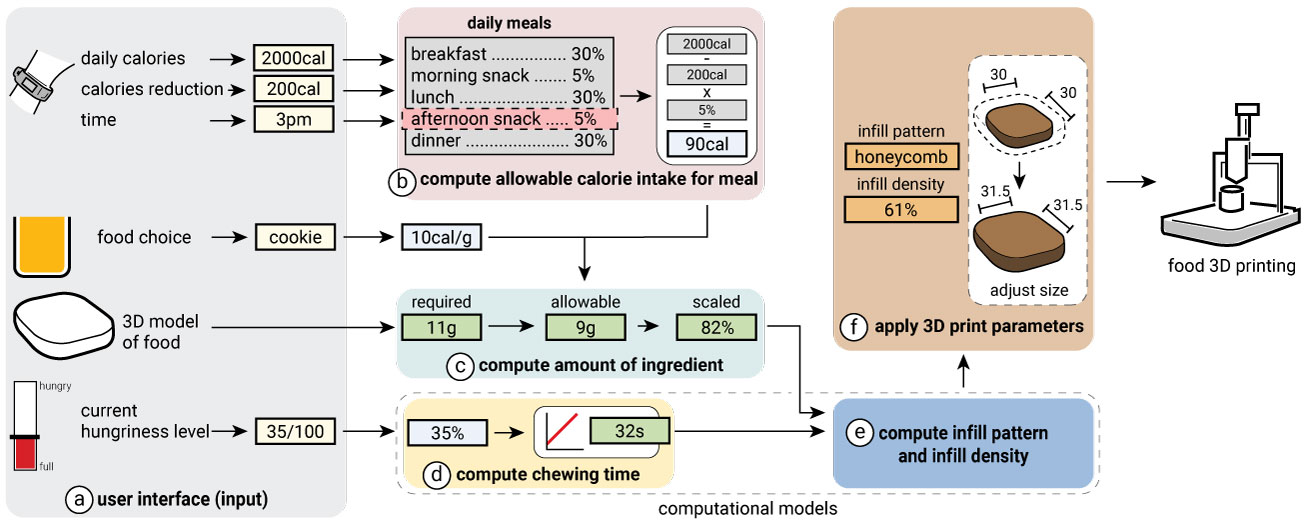 daily calories
2000cal
calories reduction
200cal
time
3pm
food choice
cookie
3D model
of food
hungry
full
current
hungriness level
35/100
a user interface (input)
daily meals
breakfast ............... 30%
morning snack ....... 5%
lunch ...................... 30%
afternoon snack ..... 5%
dinner ..................... 30%
2000cal
-
200cal
x
5%
=
90cal
b compute allowable calorie intake for meal
10cal/g
required
11g
allowable
9g
scaled
82%
c compute amount of ingredient
35%
32s
d compute chewing time
e compute infill pattern
and infill density
computational models
infill pattern
honeycomb
infill density
61%
30
30
31.5
31.5
adjust size
f apply 3D print parameters
food 3D printing